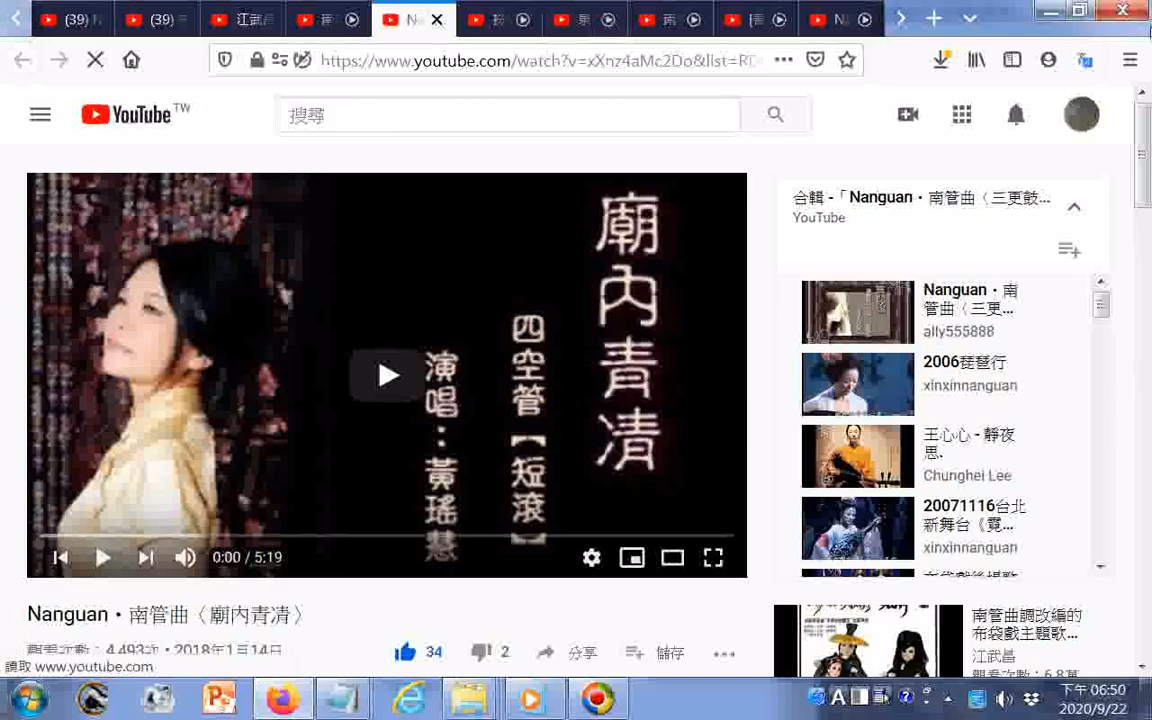 (39)
(39)
江武昌
https://www.youtube.com/watch?v=xXnz4aMc2Do&list=RD
YouTube TW
搜尋
廟內青凊
四空管【短滾】
演唱：黃瑤慧
0:00 / 5:19
合輯 -「Nanguan・南管曲〈三更鼓...
YouTube
Nanguan・南
管曲〈三更...
ally555888
2006琵琶行
xinxinnanguan
王心心 - 靜夜
思.
Chunghei Lee
20071116台北
新舞台《霓...
xinxinnanguan
Nanguan・南管曲〈廟內青凊〉
觀看次數：4,493次・2018年1月14日
34
2
分享
儲存
南管曲調改編的
布袋戲主題歌...
江武昌
觀看次數：6.8萬
讀取 www.youtube.com
下午 06:50
2020/9/22